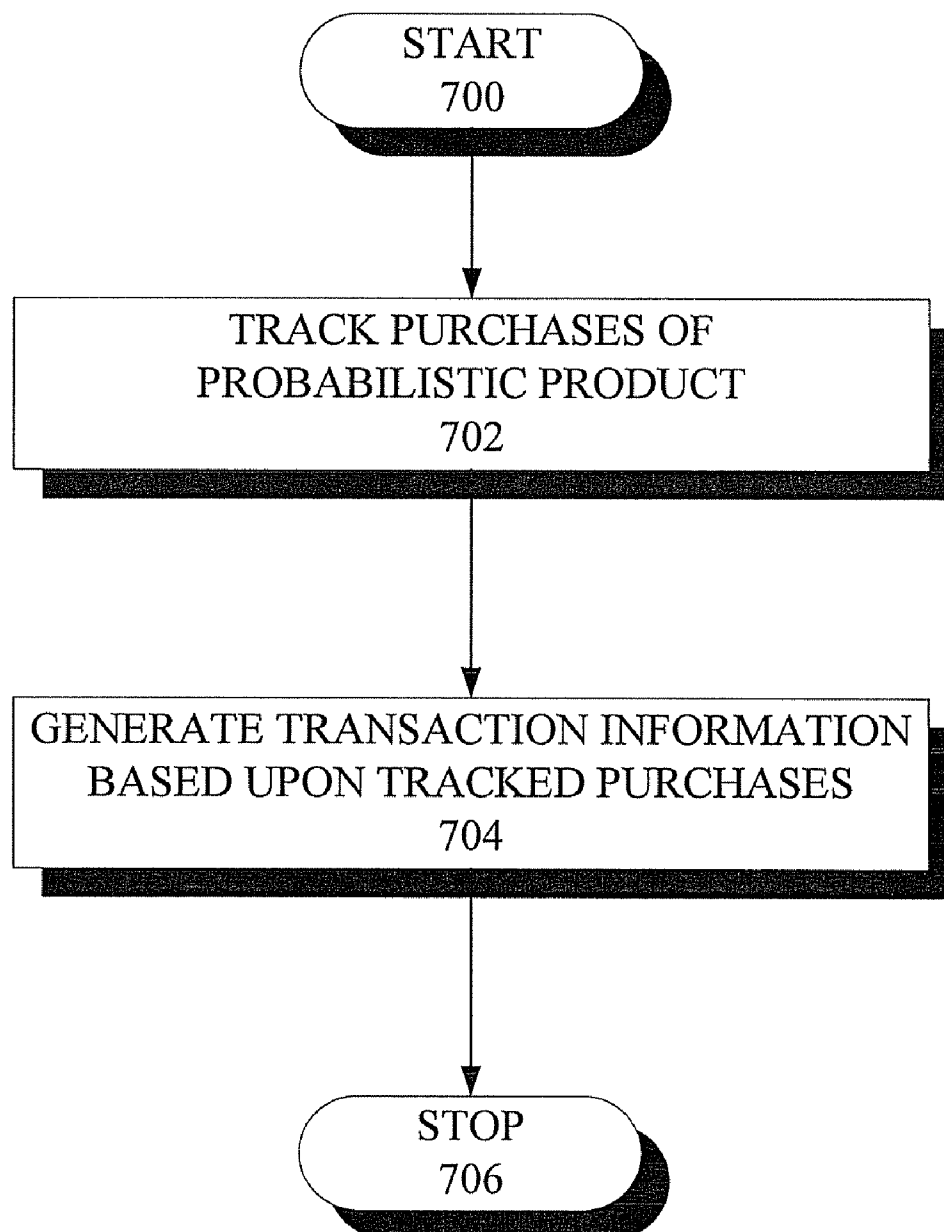 START
700
TRACK PURCHASES OF
PROBABILISTIC PRODUCT
702
GENERATE TRANSACTION INFORMATION
BASED UPON TRACKED PURCHASES
704
STOP
706